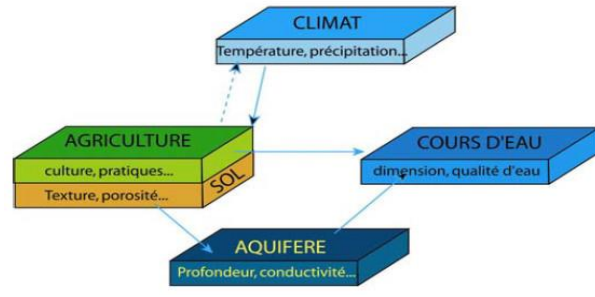 CLIMAT
Température, précipitation...
AGRICULTURE
culture, pratiques...
Texture, porosité...
SOL
COURS D'EAU
dimension, qualité d'eau
AQUIFERE
Profondeur, conductivité...